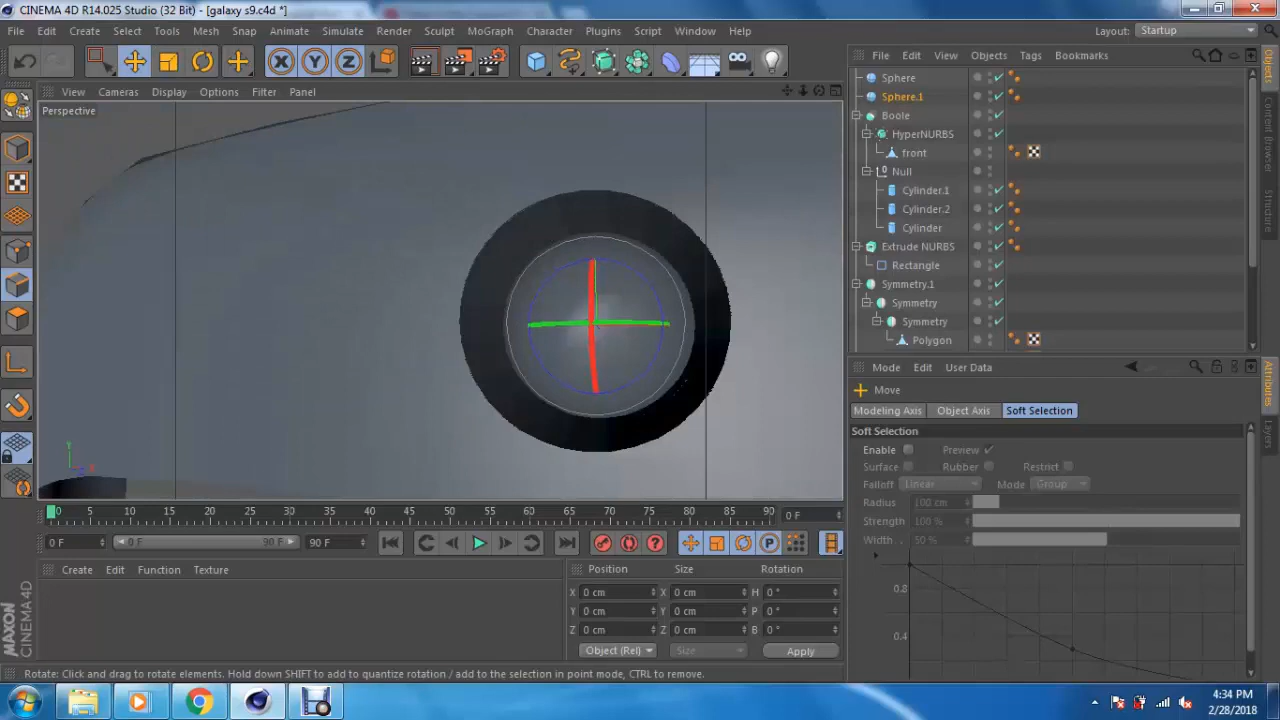 CINEMA 4D R14.025 Studio (32 Bit) - [galaxy s9.c4d *]
File Edit Create Select Tools Mesh Snap Animate Simulate Render Sculpt MoGraph Character Plugins Script Window Help
Layout: Startup
X Y Z
File Edit View Objects Tags Bookmarks
View Cameras Display Options Filter Panel
Perspective
Sphere
Sphere.1
Boole
HyperNURBS
front
Null
Cylinder.1
Cylinder.2
Cylinder
Extrude NURBS
Rectangle
Symmetry.1
Symmetry
Symmetry
Polygon
Objects
Content Browser
Structure
Mode Edit User Data
Move
Modeling Axis Object Axis Soft Selection
Soft Selection
Enable Preview
Surface Rubber Restrict
Falloff Linear Mode Group
Radius 100 cm
Strength 100 %
Width . . 50 %
0.8
0.4
Attributes
Layers
Y
X
0 5 10 15 20 25 30 35 40 45 50 55 60 65 70 75 80 85 90 0 F
0 F 0 F 90 F 90 F
P
Create Edit Function Texture
Position Size Rotation
X 0 cm X 0 cm H 0 °
Y 0 cm Y 0 cm P 0 °
Z 0 cm Z 0 cm B 0 °
Object (Rel) Size Apply
MAXON CINEMA 4D
Rotate: Click and drag to rotate elements. Hold down SHIFT to add to quantize rotation / add to the selection in point mode, CTRL to remove.
4:34 PM
2/28/2018